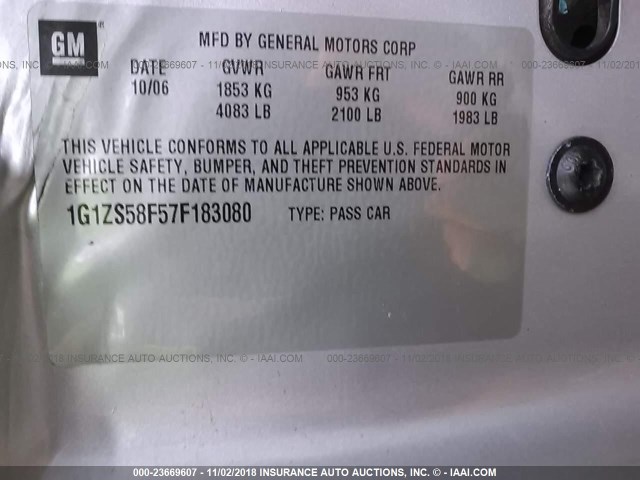 GM
MFD BY GENERAL MOTORS CORP
DATE GVWR GAWR FRT GAWR RR
10/06 1853 KG 953 KG 900 KG
4083 LB 2100 LB 1983 LB
THIS VEHICLE CONFORMS TO ALL APPLICABLE U.S. FEDERAL MOTOR
VEHICLE SAFETY, BUMPER, AND THEFT PREVENTION STANDARDS IN
EFFECT ON THE DATE OF MANUFACTURE SHOWN ABOVE.
1G1ZS58F57F183080 TYPE: PASS CAR
000-23669607 - 11/02/2018 INSURANCE AUTO AUCTIONS, INC. - © IAAI.COM